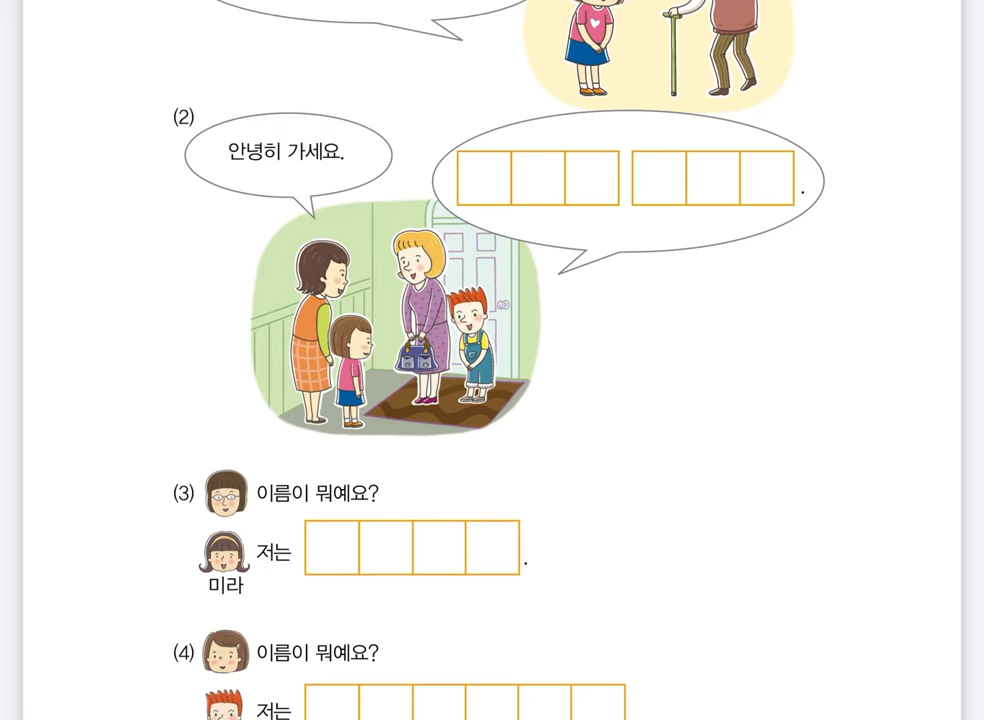 (2)
안녕히 가세요.
.
(3) 이름이 뭐예요?
저는 .
미라
(4) 이름이 뭐예요?
저는